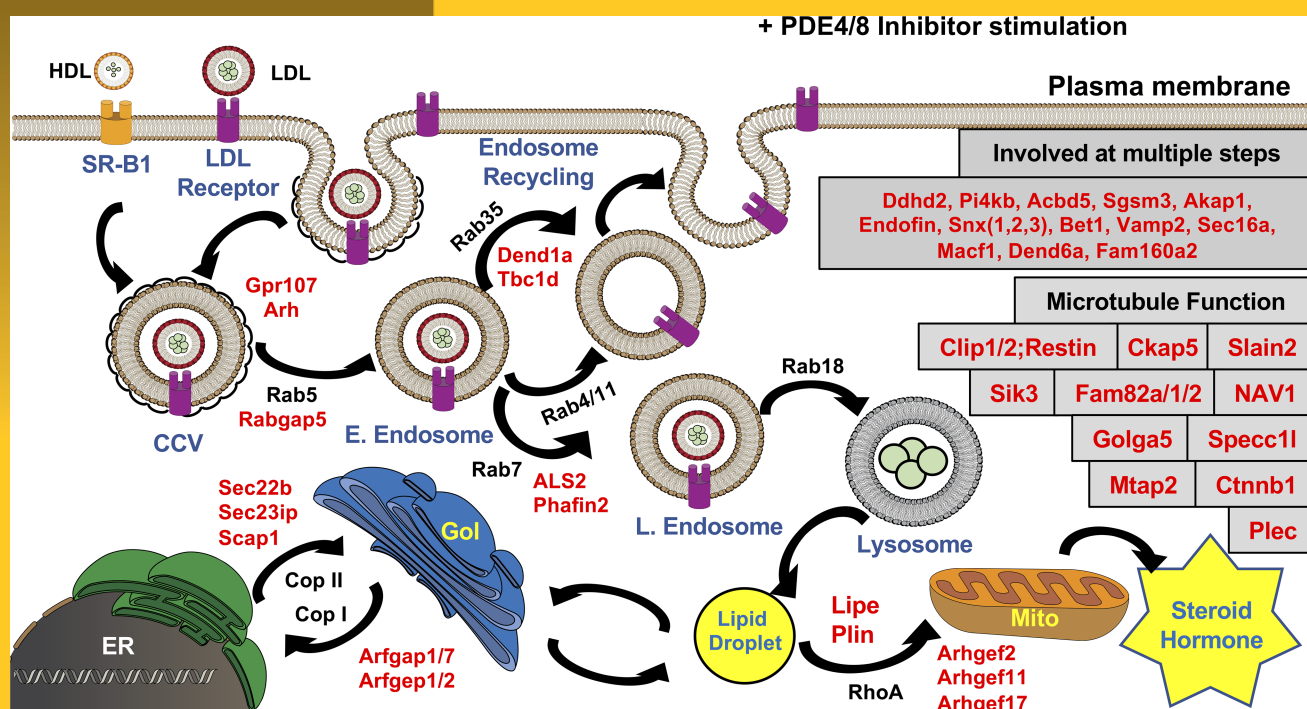 + PDE4/8 Inhibitor stimulation
HDL
LDL
Plasma membrane
SR-B1
LDL
Receptor
Endosome
Recycling
Involved at multiple steps
Ddhd2, Pi4kb, Acbd5, Sgsm3, Akap1,
Endofin, Snx(1,2,3), Bet1, Vamp2, Sec16a,
Macf1, Dend6a, Fam160a2
Rab35
Dend1a
Tbc1d
Gpr107
Arh
Microtubule Function
Clip1/2;Restin
Ckap5
Slain2
Sik3
Fam82a/1/2
NAV1
Golga5
Specc1l
Mtap2
Ctnnb1
Plec
Rab5
Rabgap5
CCV
E. Endosome
Rab4/11
Rab18
Rab7
ALS2
Phafin2
L. Endosome
Lysosome
Sec22b
Sec23ip
Scap1
Gol
Cop II
Cop I
ER
Arfgap1/7
Arfgep1/2
Lipid
Droplet
Lipe
Plin
RhoA
Mito
Arhgef2
Arhgef11
Arhgef17
Steroid
Hormone